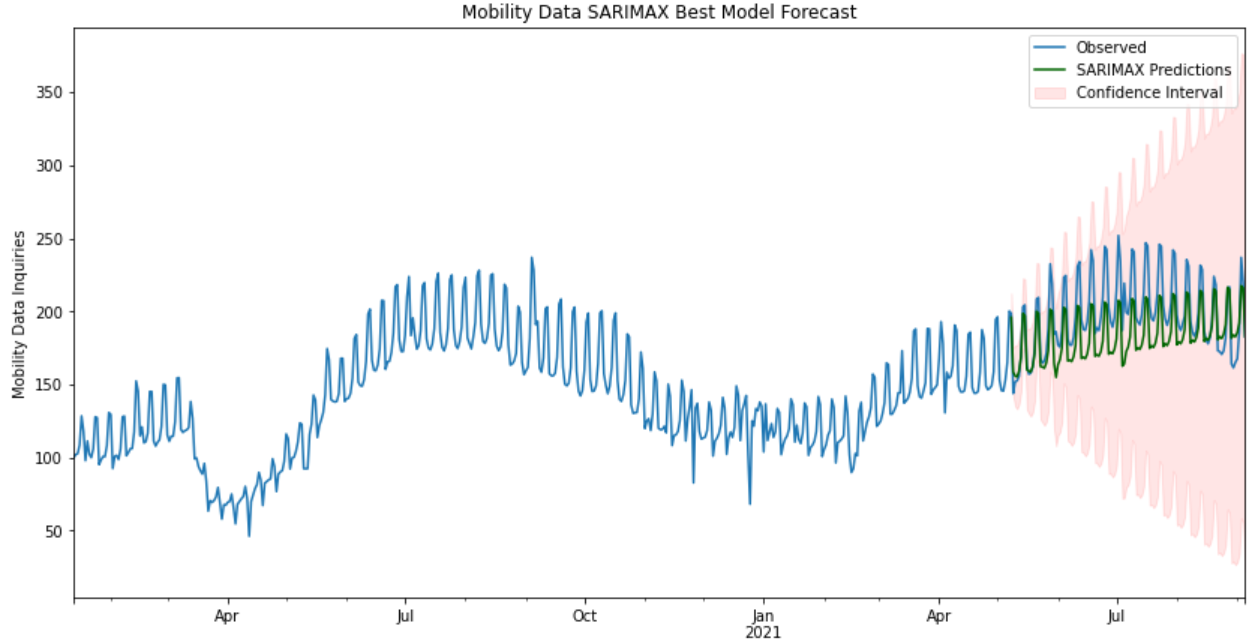 Mobility Data SARIMAX Best Model Forecast
Observed
SARIMAX Predictions
Confidence Interval
Mobility Data Inquiries
350
300
250
200
150
100
50
Apr
Jul
Oct
Jan
2021
Apr
Jul